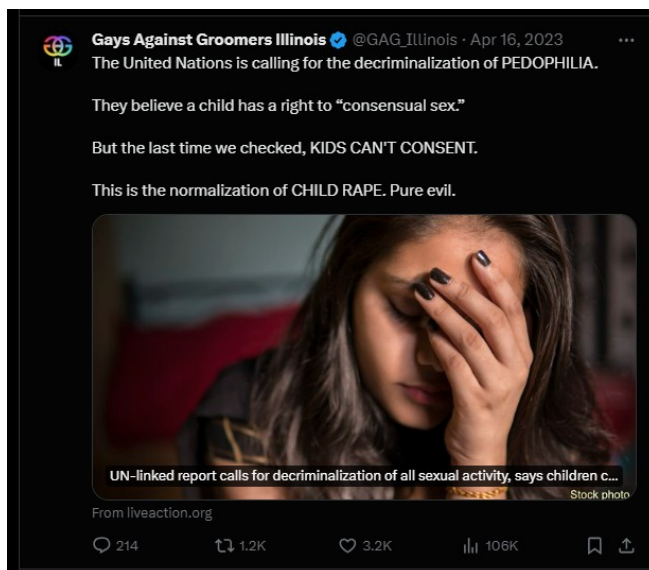 Gays Against Groomers Illinois @GAG_Illinois · Apr 16, 2023
The United Nations is calling for the decriminalization of PEDOPHILIA.
They believe a child has a right to “consensual sex.”
But the last time we checked, KIDS CAN'T CONSENT.
This is the normalization of CHILD RAPE. Pure evil.
IL
UN-linked report calls for decriminalization of all sexual activity, says children c...
Stock photo
From liveaction.org
214 1.2K 3.2K 106K